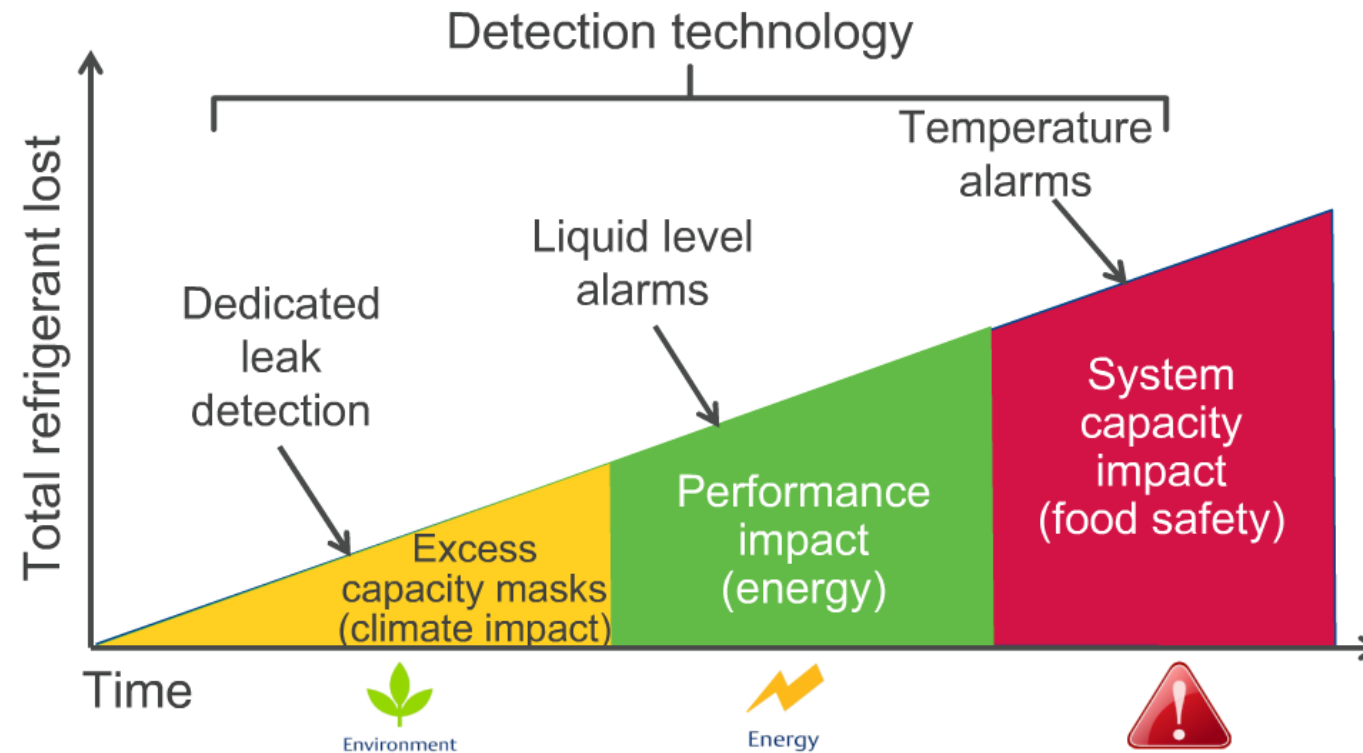 Detection technology
Temperature
alarms
Liquid level
alarms
Dedicated
leak
detection
Total refrigerant lost
Excess
capacity masks
(climate impact)
Performance
impact
(energy)
System
capacity
impact
(food safety)
Time
Environment
Energy
!